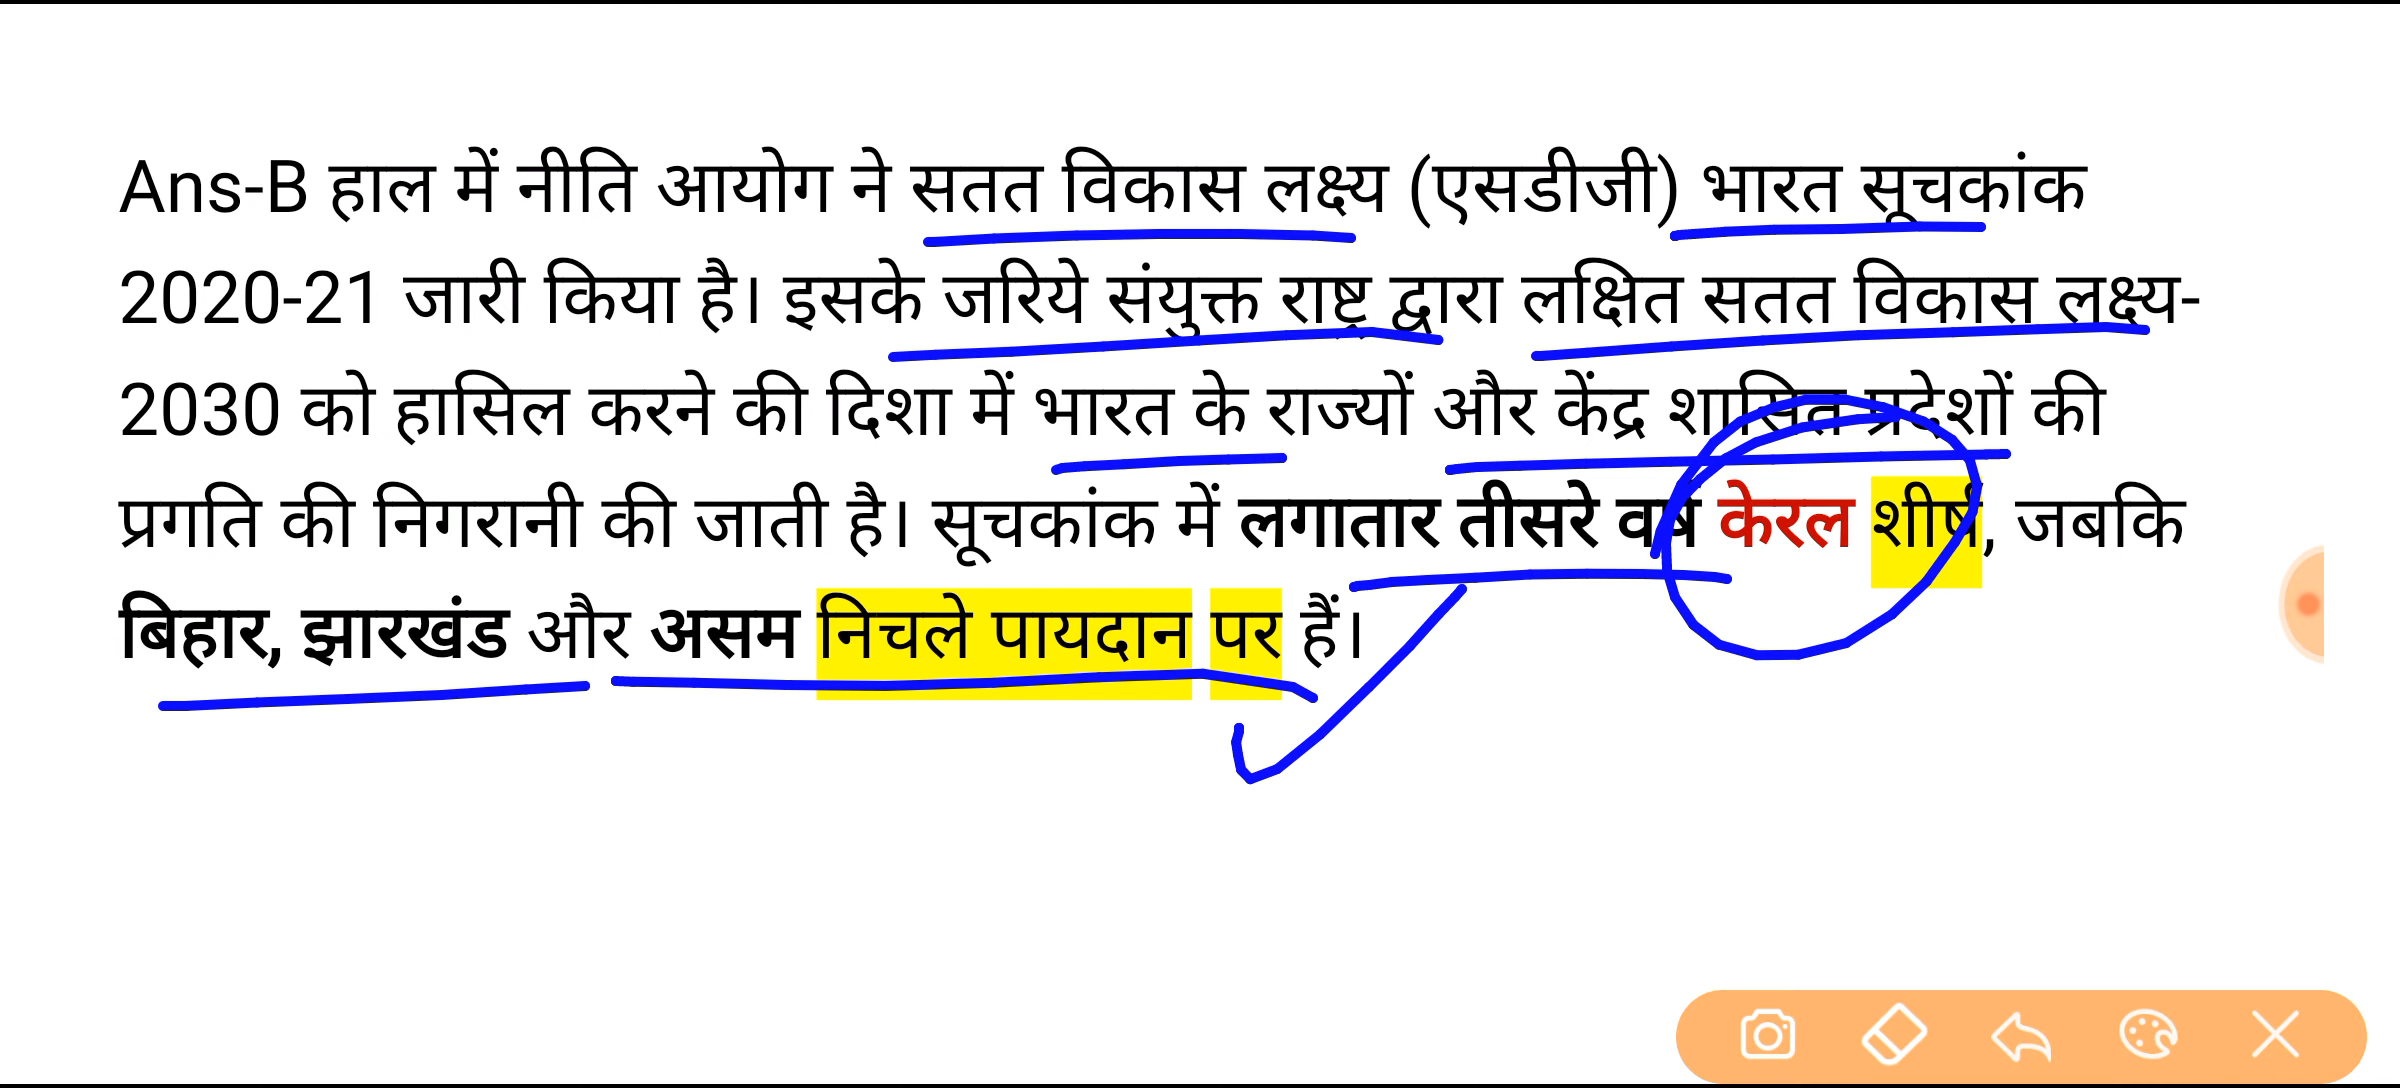 Ans-B हाल में नीति आयोग ने सतत विकास लक्ष्य (एसडीजी) भारत सूचकांक
2020-21 जारी किया है। इसके जरिये संयुक्त राष्ट्र द्वारा लक्षित सतत विकास लक्ष्य-
2030 को हासिल करने की दिशा में भारत के राज्यों और केंद्र शासित प्रदेशों की
प्रगति की निगरानी की जाती है। सूचकांक में लगातार तीसरे वर्ष केरल शीर्ष, जबकि
बिहार, झारखंड और असम निचले पायदान पर हैं।